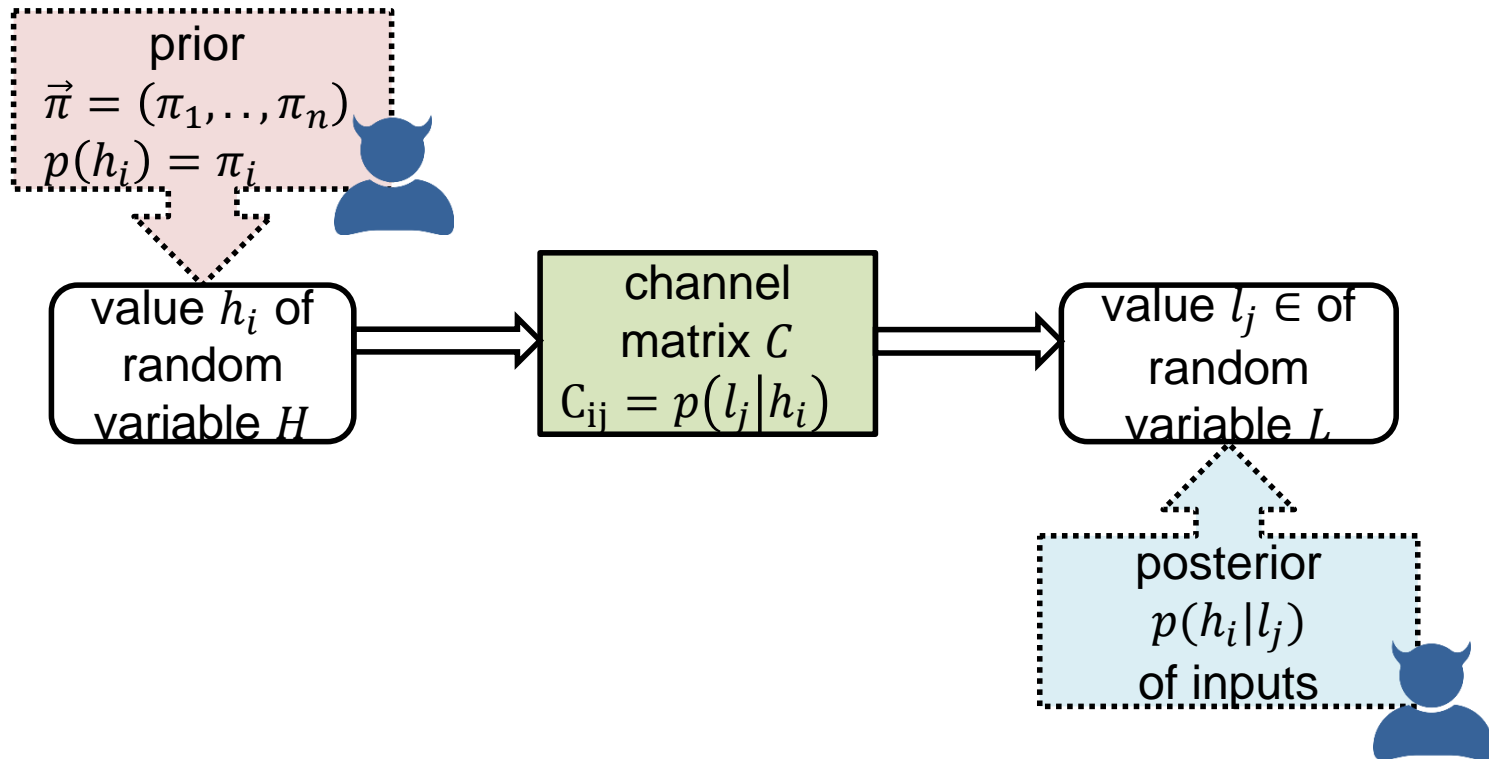 prior
π⃗ = (π₁,..,πₙ)
p(hᵢ) = πᵢ
value hᵢ of
random
variable H
channel
matrix C
Cᵢⱼ = p(lⱼ|hᵢ)
value lⱼ ∈ of
random
variable L
posterior
p(hᵢ|lⱼ)
of inputs